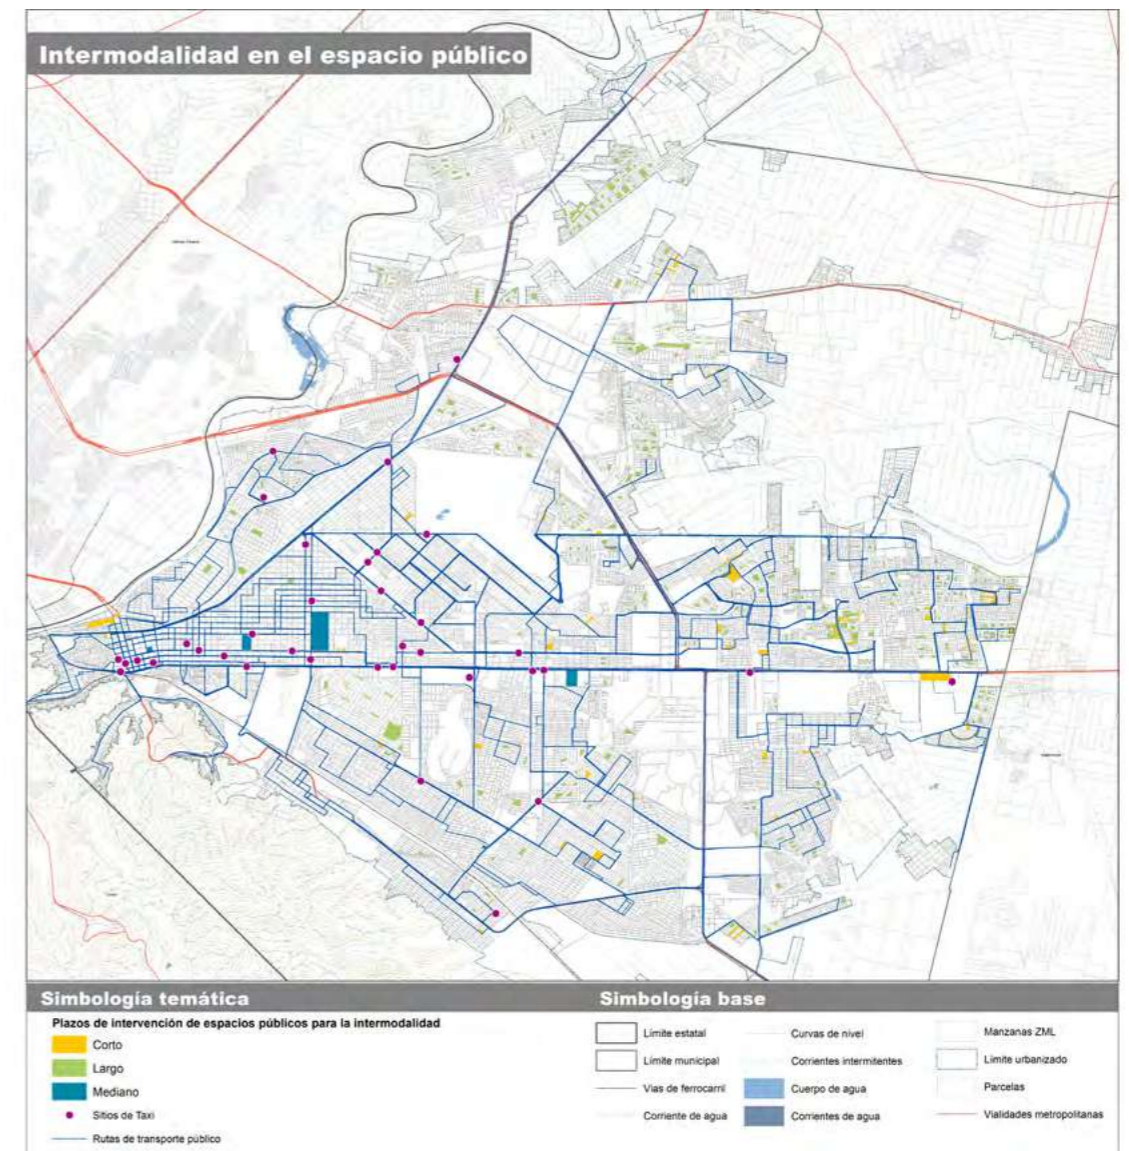 Intermodalidad en el espacio público
Simbología temática
Plazos de intervención de espacios públicos para la intermodalidad
Corto
Largo
Mediano
Sitios de Taxi
Rutas de transporte público
Simbología base
Límite estatal
Límite municipal
Vias de ferrocarril
Corriente de agua
Curvas de nivel
Corrientes intermitentes
Cuerpo de agua
Corrientes de agua
Manzanas ZML
Límite urbanizado
Parcelas
Vialidades metropolitanas